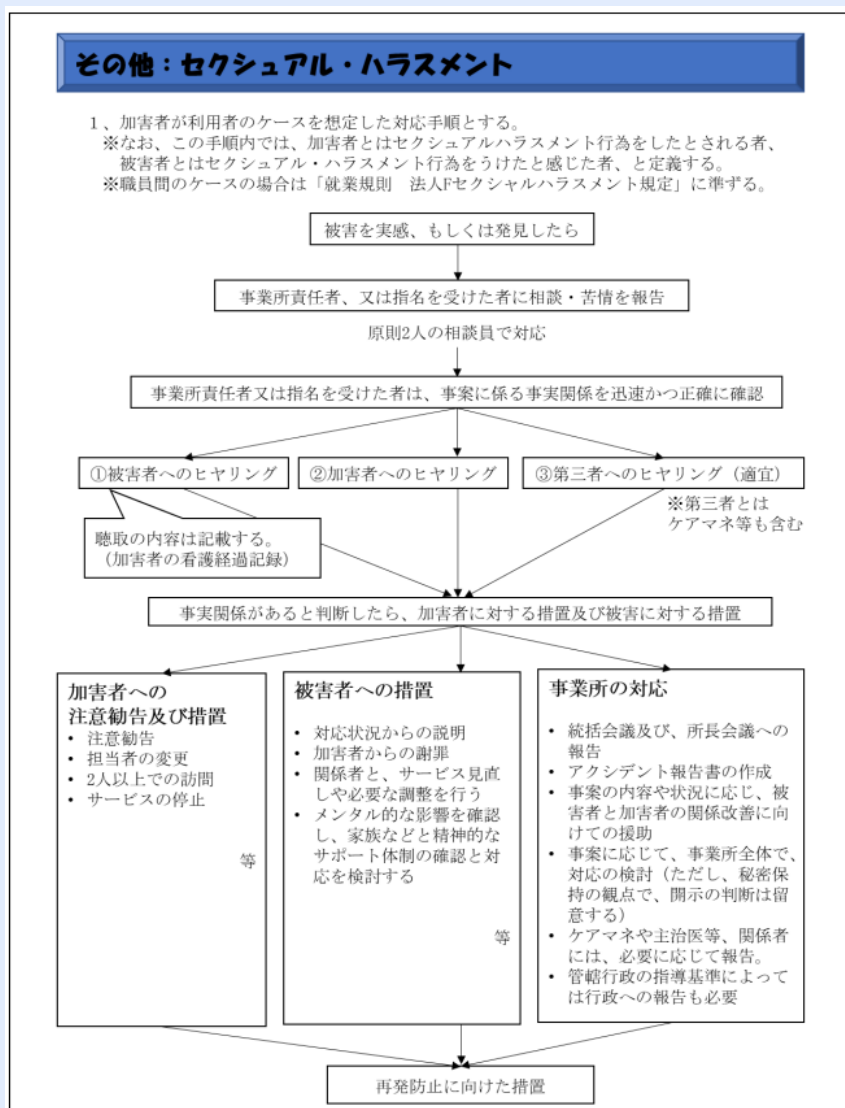 その他：セクシュアル・ハラスメント
1、加害者が利用者のケースを想定した対応手順とする。
※なお、この手順内では、加害者とはセクシュアルハラスメント行為をしたとされる者、
被害者とはセクシュアル・ハラスメント行為をうけたと感じた者、と定義する。
※職員間のケースの場合は「就業規則　法人Fセクシャルハラスメント規定」に準ずる。
被害を実感、もしくは発見したら
事業所責任者、又は指名を受けた者に相談・苦情を報告
原則2人の相談員で対応
事業所責任者又は指名を受けた者は、事案に係る事実関係を迅速かつ正確に確認
①被害者へのヒヤリング
②加害者へのヒヤリング
③第三者へのヒヤリング（適宜）
※第三者とは
ケアマネ等も含む
聴取の内容は記載する。
（加害者の看護経過記録）
事実関係があると判断したら、加害者に対する措置及び被害に対する措置
加害者への
注意勧告及び措置
• 注意勧告
• 担当者の変更
• 2人以上での訪問
• サービスの停止
等
被害者への措置
• 対応状況からの説明
• 加害者からの謝罪
• 関係者と、サービス見直
しや必要な調整を行う
• メンタル的な影響を確認
し、家族などと精神的な
サポート体制の確認と対
応を検討する
等
事業所の対応
• 統括会議及び、所長会議への
報告
• アクシデント報告書の作成
• 事案の内容や状況に応じ、被
害者と加害者の関係改善に向
けての援助
• 事案に応じて、事業所全体で、
対応の検討（ただし、秘密保
持の観点で、開示の判断は留
意する）
• ケアマネや主治医等、関係者
には、必要に応じて報告。
• 管轄行政の指導基準によって
は行政への報告も必要
再発防止に向けた措置